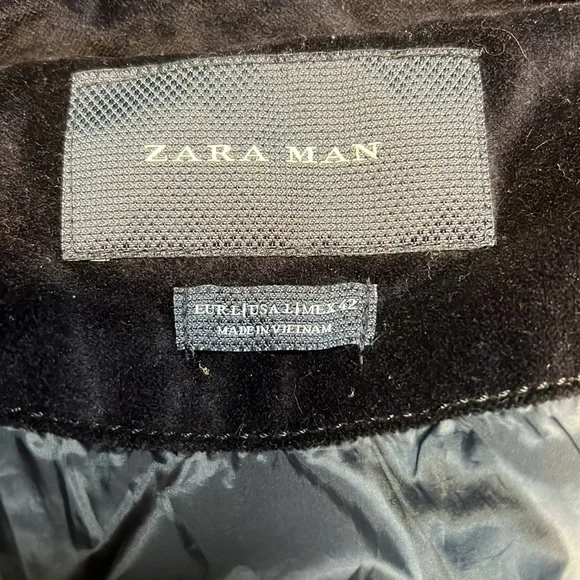 ZARA MAN
EUR L|USA L|MEX 42
MADE IN VIETNAM